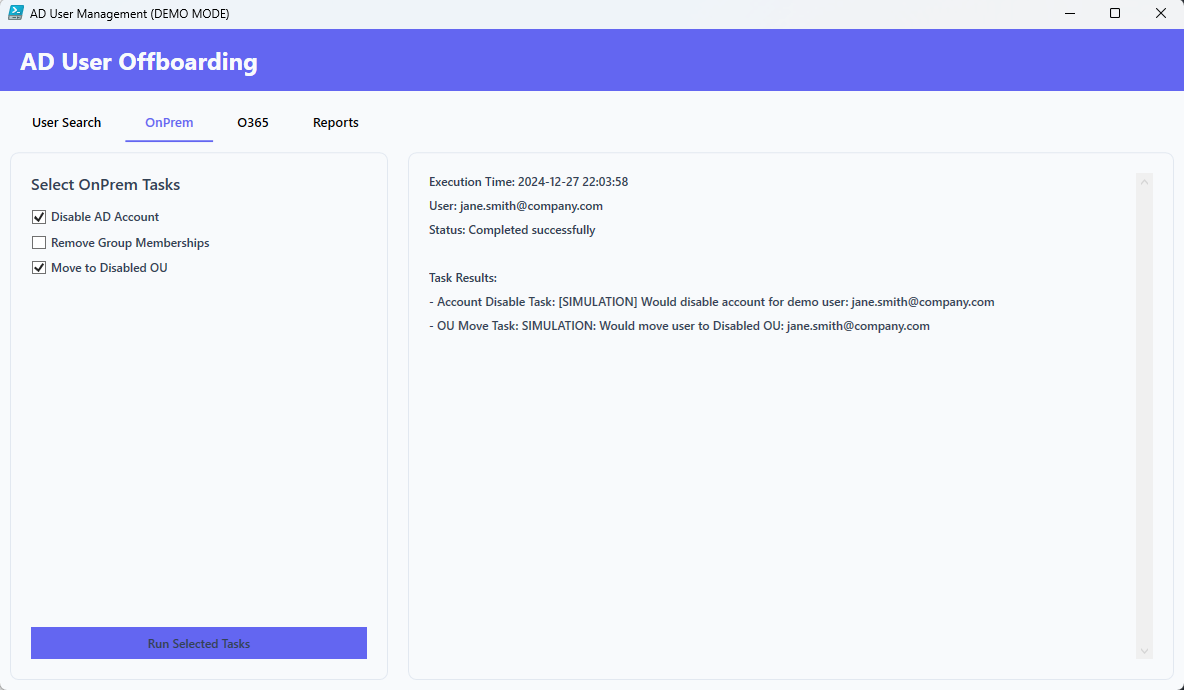 AD User Management (DEMO MODE)
AD User Offboarding
User Search
OnPrem
O365
Reports
Select OnPrem Tasks
Disable AD Account
Remove Group Memberships
Move to Disabled OU
Run Selected Tasks
Execution Time: 2024-12-27 22:03:58
User: jane.smith@company.com
Status: Completed successfully
Task Results:
- Account Disable Task: [SIMULATION] Would disable account for demo user: jane.smith@company.com
- OU Move Task: SIMULATION: Would move user to Disabled OU: jane.smith@company.com